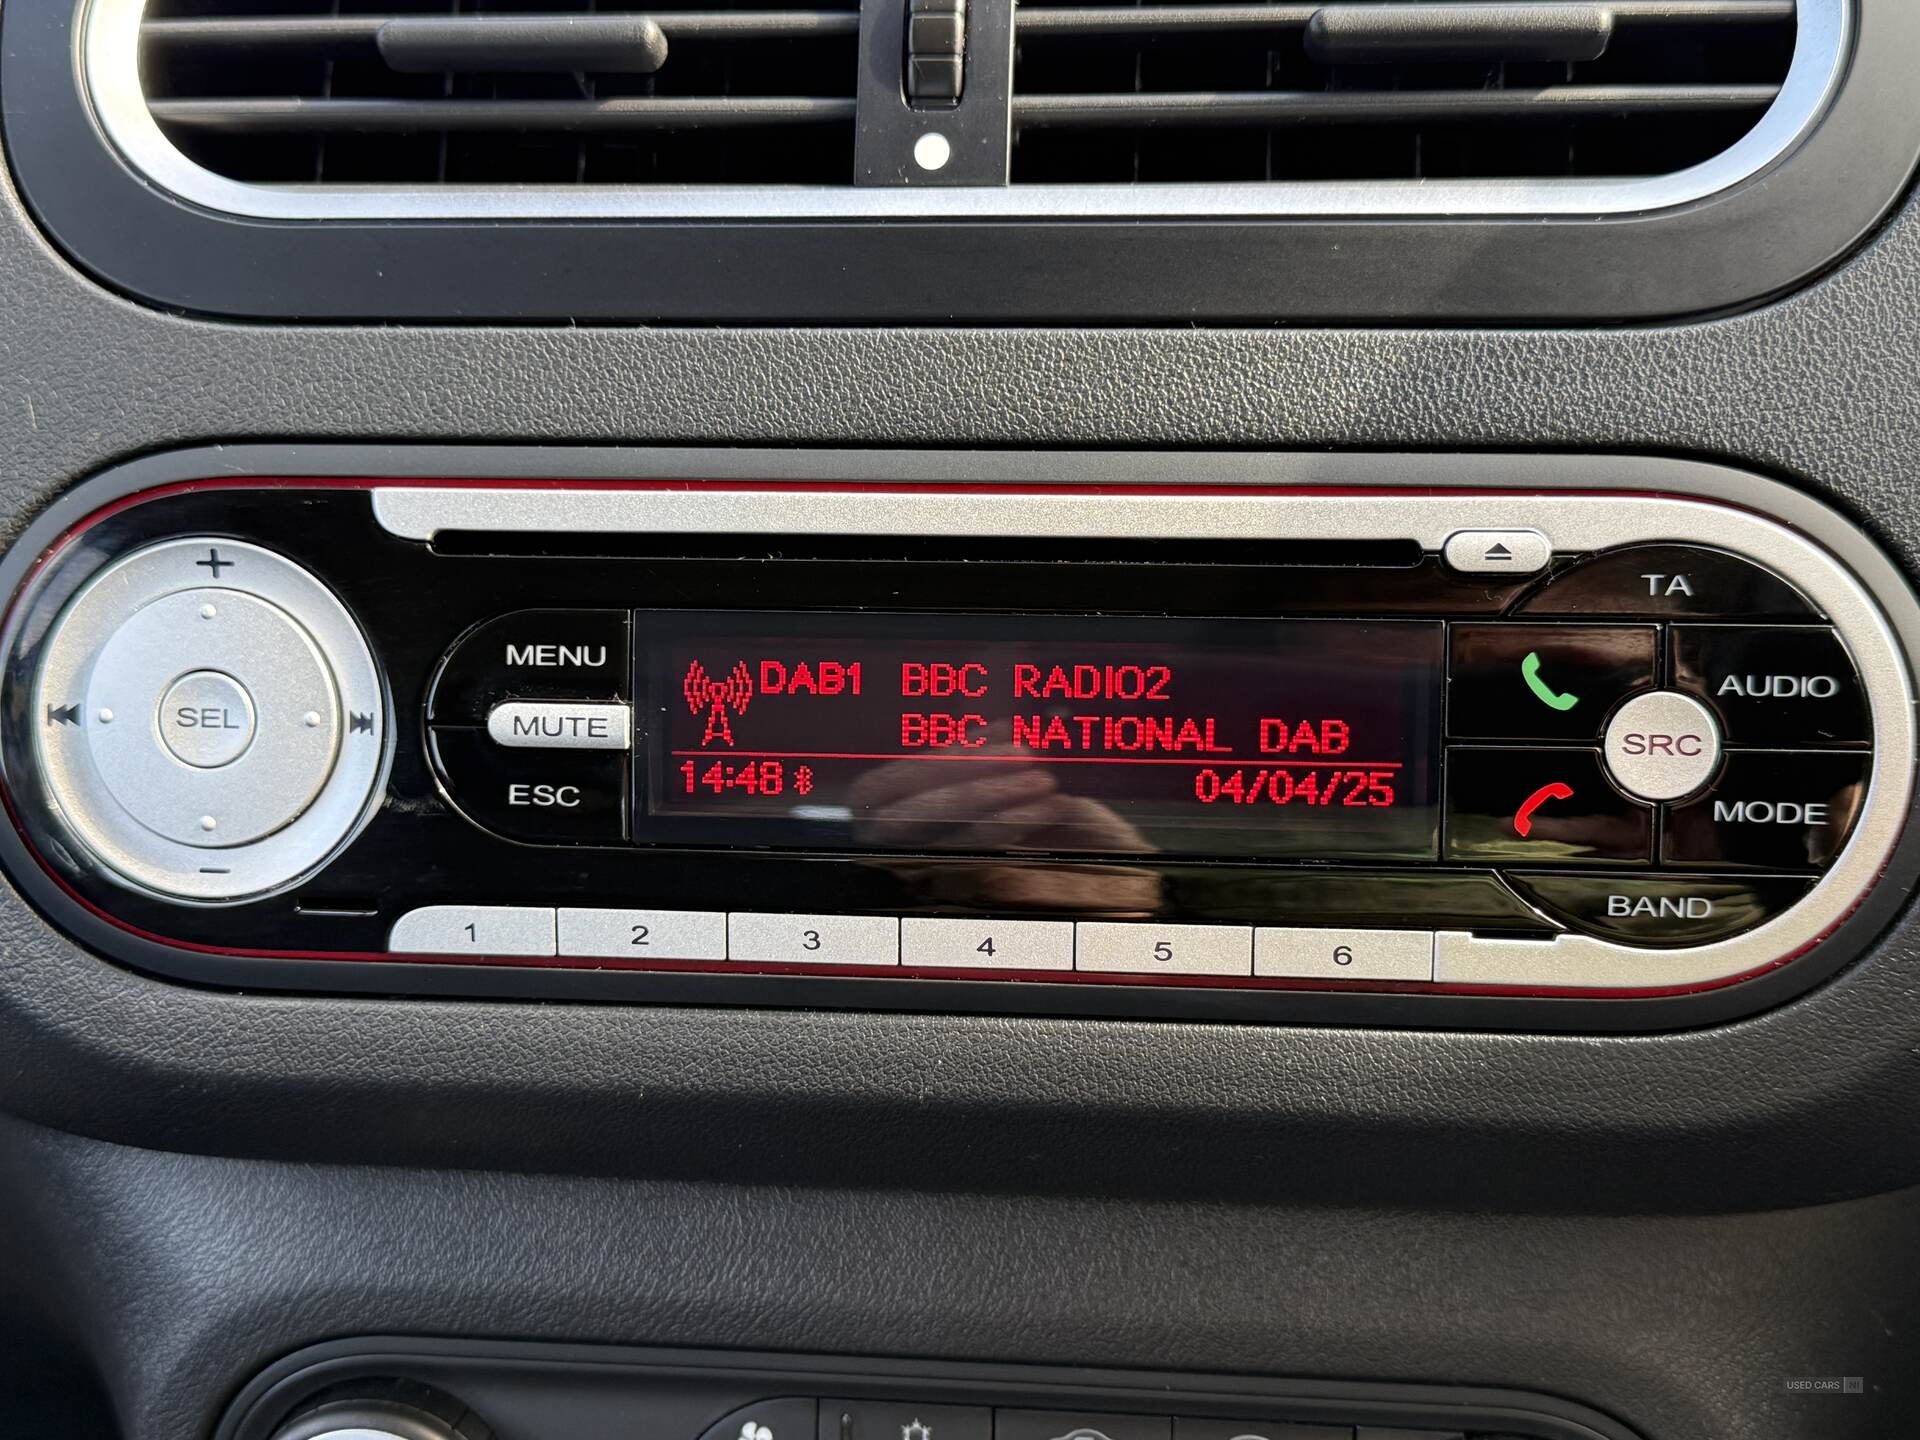 TA
MENU
MUTE
ESC
SEL
DAB1 BBC RADIO2
BBC NATIONAL DAB
14:48
04/04/25
AUDIO
SRC
MODE
BAND
1 2 3 4 5 6
USED CARS NI